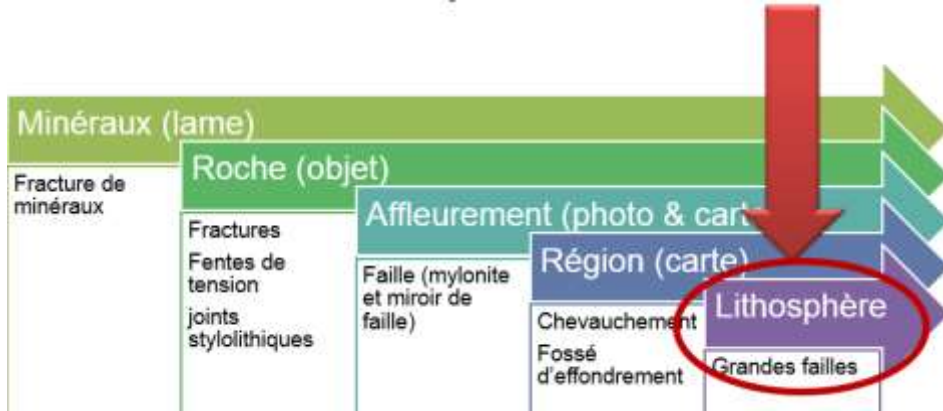 Minéraux (lame)
Fracture de
minéraux
Roche (objet)
Fractures
Fentes de
tension
joints
stylolithiques
Affleurement (photo & cart
Faille (mylonite
et miroir de
faille)
Région (carte)
Chevauchement
Fossé
d'effondrement
Lithosphère
Grandes failles